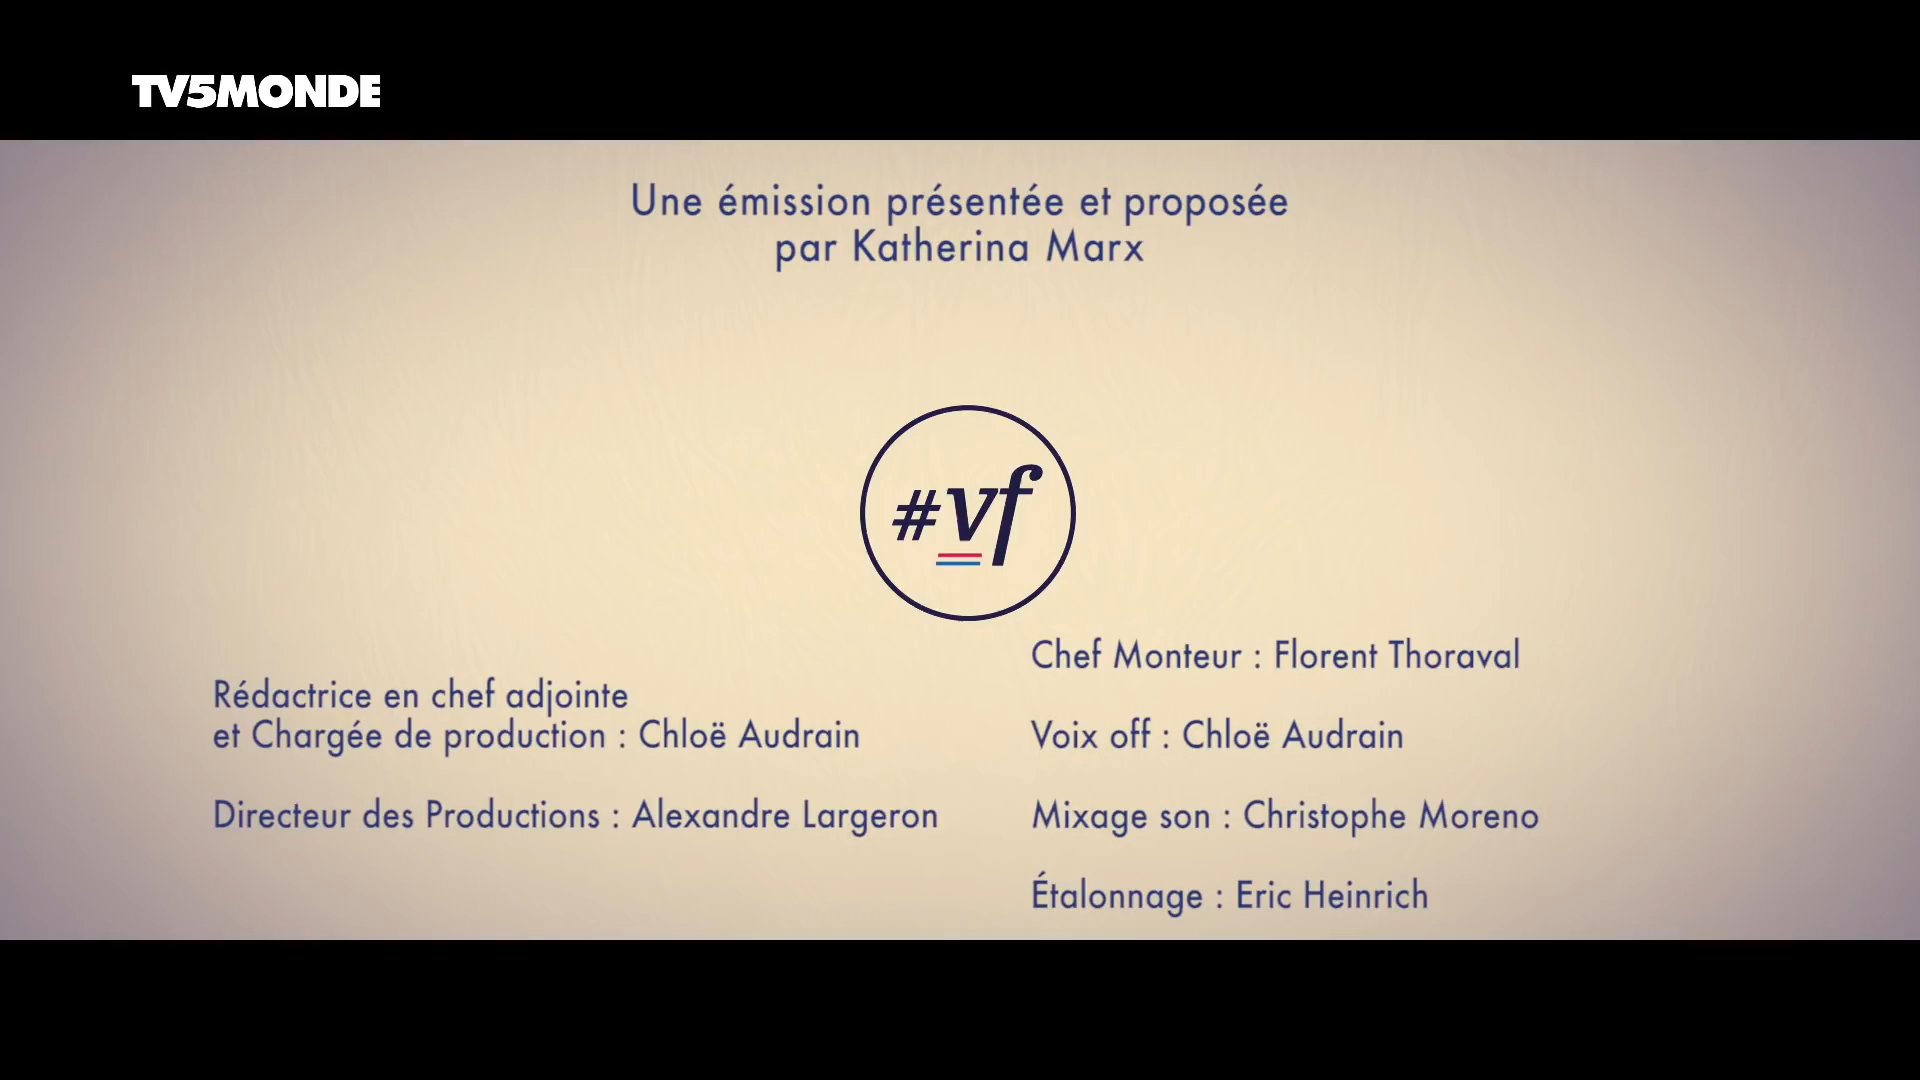 TV5MONDE
Une émission présentée et proposée
par Katherina Marx
#vf
Rédactrice en chef adjointe
et Chargée de production : Chloë Audrain
Directeur des Productions : Alexandre Largeron
Chef Monteur : Florent Thoraval
Voix off : Chloë Audrain
Mixage son : Christophe Moreno
Étalonnage : Eric Heinrich